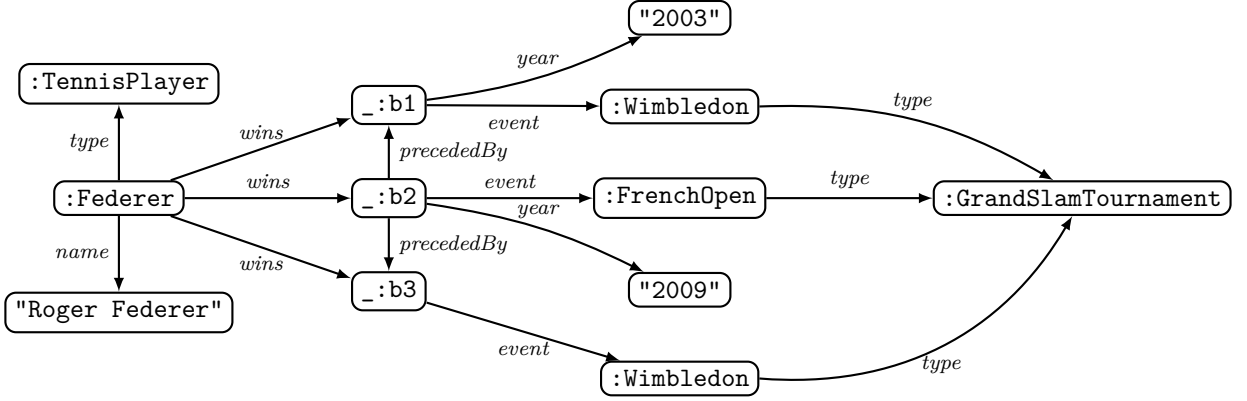 "2003"
year
:TennisPlayer
_:b1
:Wimbledon
type
event
wins
type
precededBy
:Federer
wins
_:b2
event
:FrenchOpen
type
:GrandSlamTournament
year
name
precededBy
wins
_:b3
"2009"
"Roger Federer"
event
:Wimbledon
type